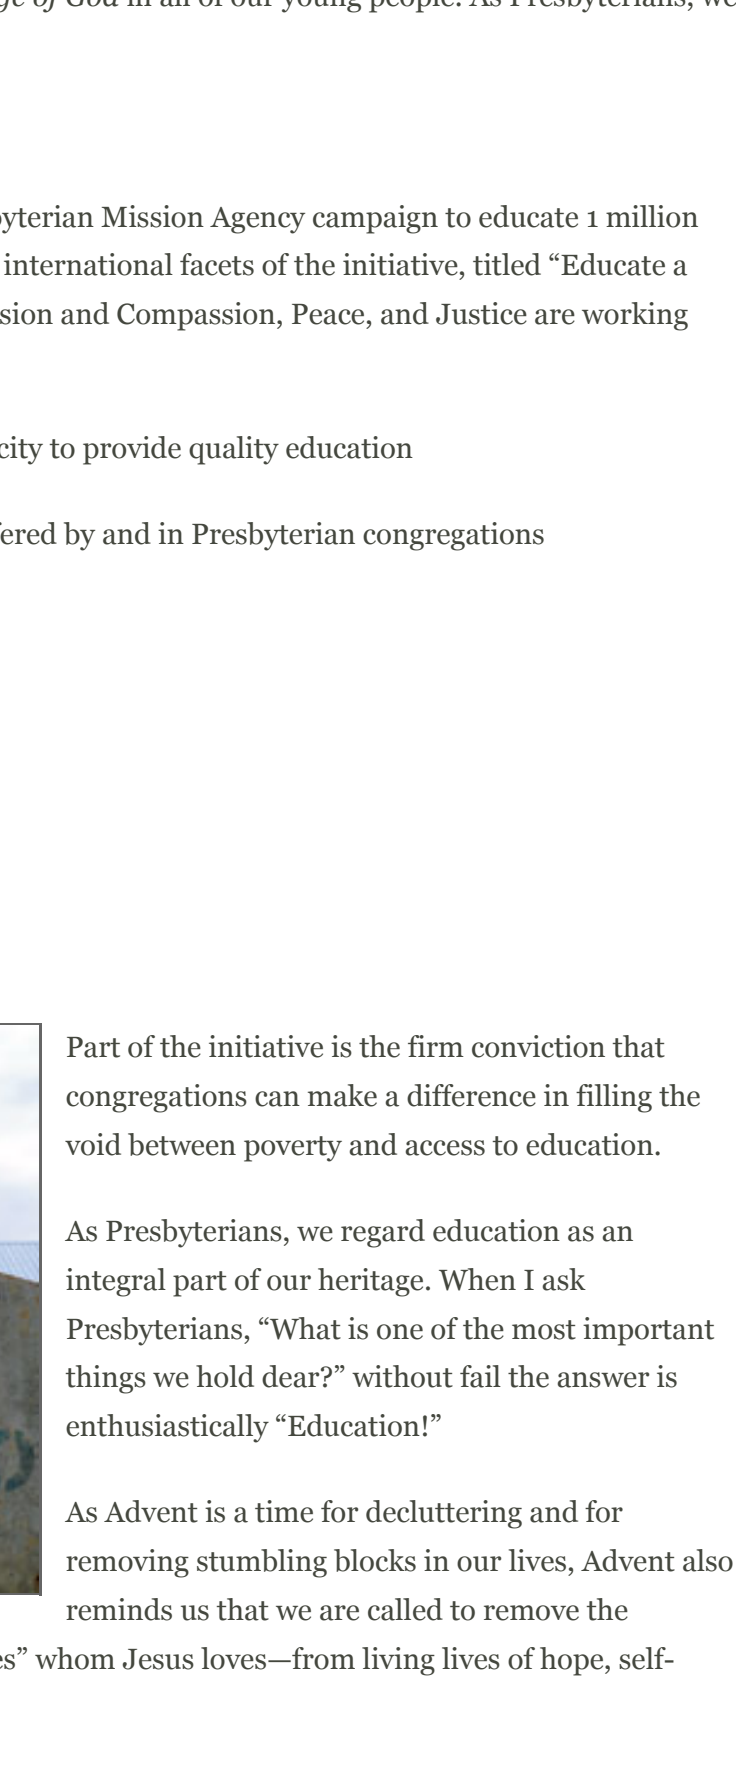 of God in all of our young people. As Presbyterians, we
Mission Agency campaign to educate 1 million
international facets of the initiative, titled “Educate a
and Compassion, Peace, and Justice are working
to provide quality education
by and in Presbyterian congregations
Part of the initiative is the firm conviction that
congregations can make a difference in filling the
void between poverty and access to education.
As Presbyterians, we regard education as an
integral part of our heritage. When I ask
Presbyterians, “What is one of the most important
things we hold dear?” without fail the answer is
enthusiastically “Education!”
As Advent is a time for decluttering and for
removing stumbling blocks in our lives, Advent also
reminds us that we are called to remove the
whom Jesus loves—from living lives of hope, self-